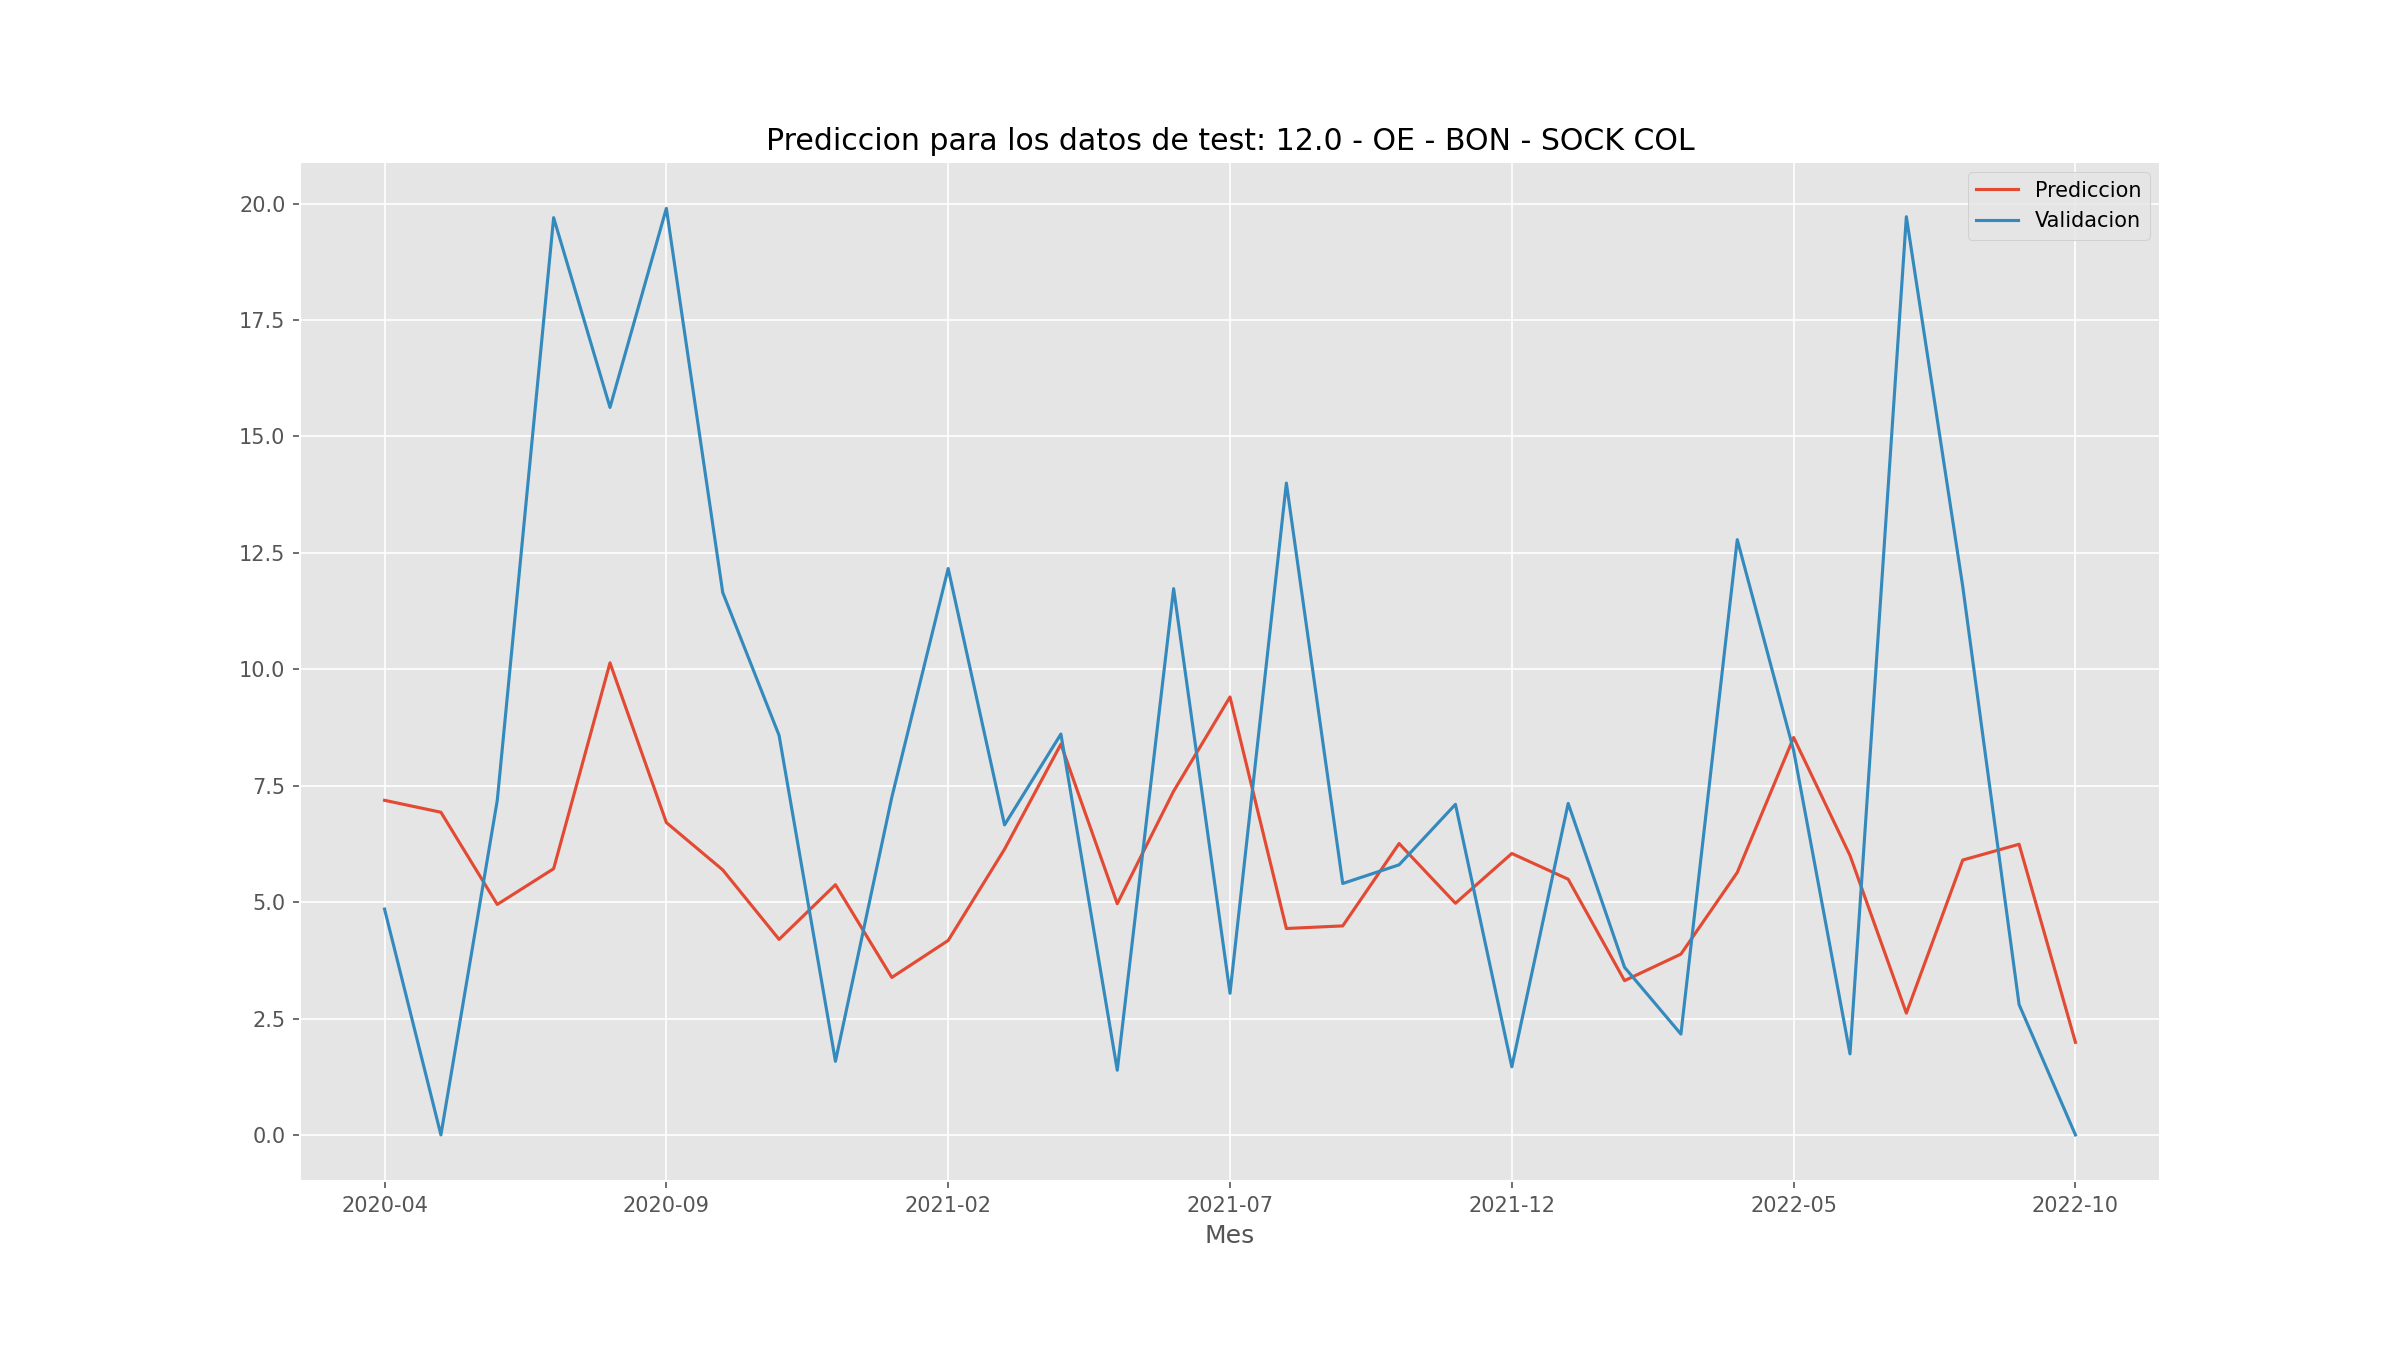 Prediccion para los datos de test: 12.0 - OE - BON - SOCK COL
Prediccion
Validacion
20.0
17.5
15.0
12.5
10.0
7.5
5.0
2.5
0.0
2020-04 2020-09 2021-02 2021-07 2021-12 2022-05 2022-10
Mes